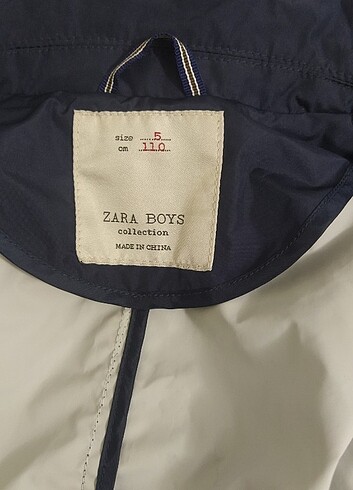 size 5
cm 110
ZARA BOYS
collection
MADE IN CHINA